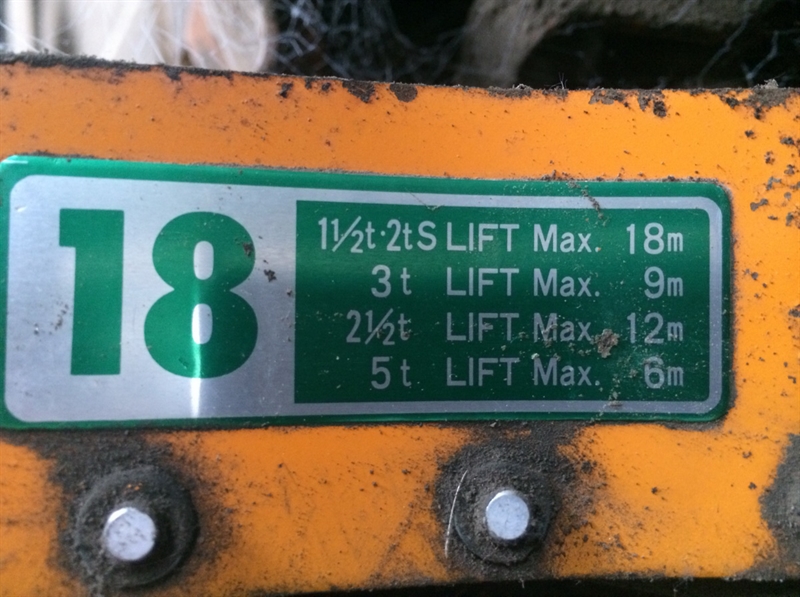 18
1½t·2tS LIFT Max. 18m
3t LIFT Max. 9m
2½t LIFT Max. 12m
5t LIFT Max. 6m